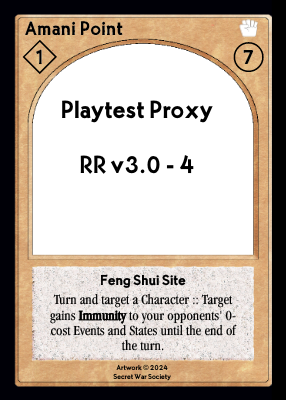 Amani Point
1
7
Playtest Proxy
RR v3.0 - 4
Feng Shui Site
Turn and target a Character :: Target
gains Immunity to your opponents' 0-
cost Events and States until the end of
the turn.
Artwork © 2024
Secret War Society